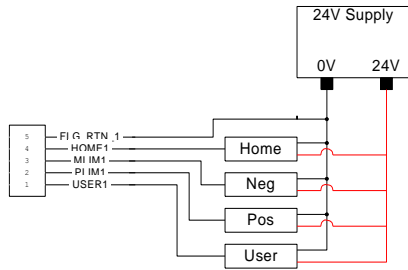 24V Supply
0V 24V
5 FLG_RTN_1
4 HOME1
3 MLIM1
2 PLIM1
1 USER1
Home
Neg
Pos
User